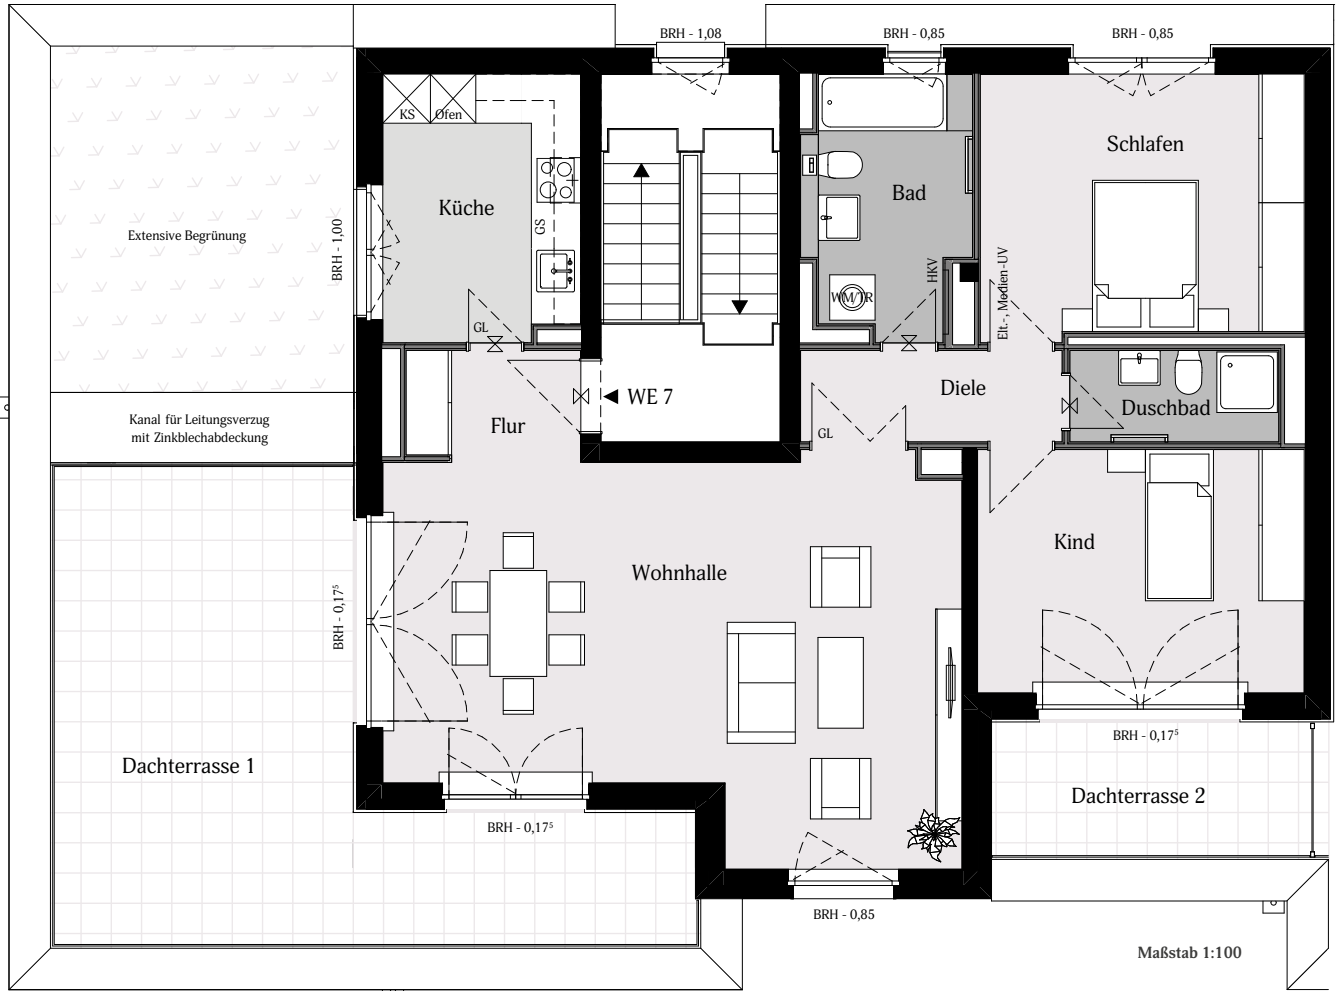 BRH - 1,08
BRH - 0,85
BRH - 0,85
KS
Ofen
Schlafen
Bad
Küche
GS
Extensive Begrünung
BRH - 1,00
HKV
Elt.-, Medien-UV
WM/TR
GL
Diele
WE 7
Duschbad
Kanal für Leitungsverzug
mit Zinkblechabdeckung
Flur
GL
Kind
Wohnhalle
BRH - 0,17⁵
BRH - 0,17⁵
Dachterrasse 1
Dachterrasse 2
BRH - 0,17⁵
BRH - 0,85
Maßstab 1:100